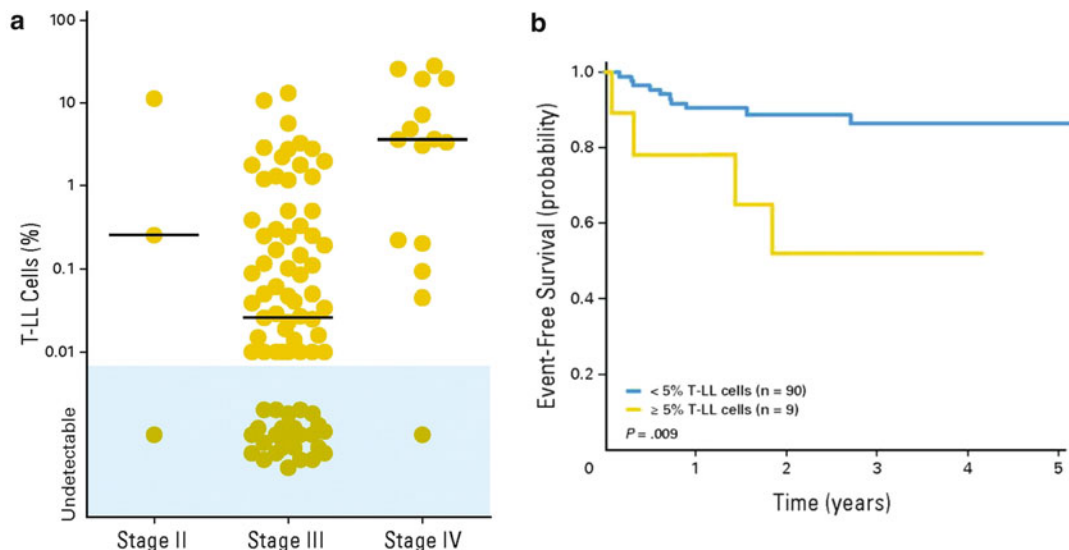 a
T-LL Cells (%)
100
10
1
0.1
0.01
Undetectable
Stage II
Stage III
Stage IV
b
Event-Free Survival (probability)
1.0
0.8
0.6
0.4
0.2
< 5% T-LL cells (n = 90)
≥ 5% T-LL cells (n = 9)
P = .009
0
1
2
3
4
5
Time (years)